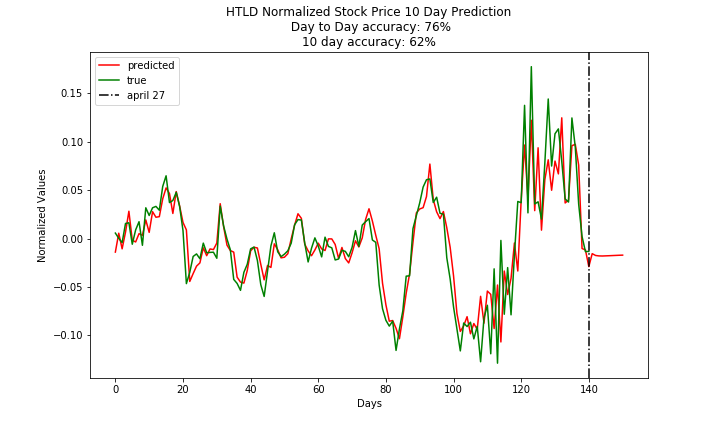 HTLD Normalized Stock Price 10 Day Prediction
Day to Day accuracy: 76%
10 day accuracy: 62%
predicted
true
april 27
Normalized Values
0.15
0.10
0.05
0.00
−0.05
−0.10
0
20
40
60
80
100
120
140
Days